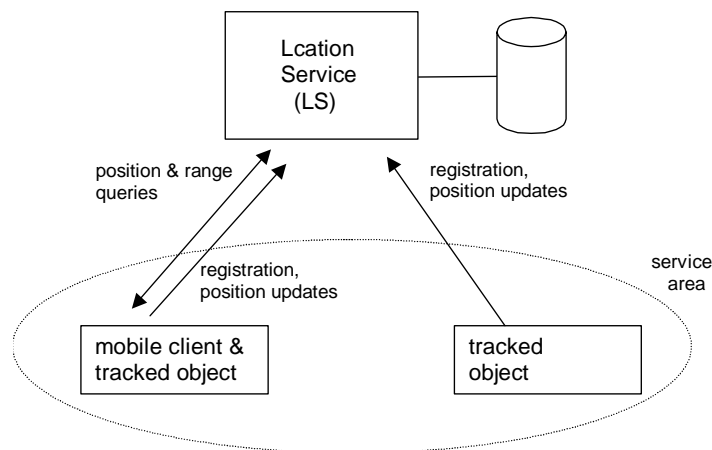 Lcation
Service
(LS)
position & range
queries
registration,
position updates
registration,
position updates
service
area
mobile client &
tracked object
tracked
object